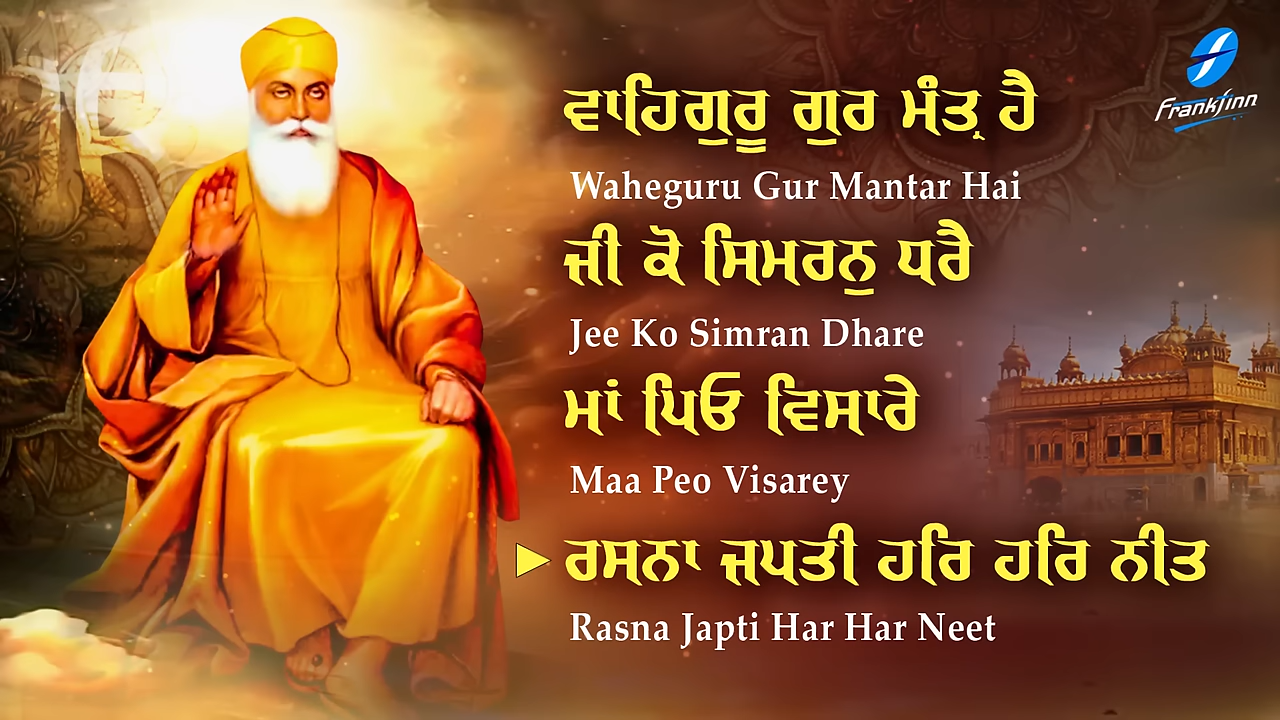 Frankfinn
ਵਾਹਿਗੁਰੂ ਗੁਰ ਮੰਤ੍ਰ ਹੈ
Waheguru Gur Mantar Hai
ਜੀ ਕੋ ਸਿਮਰਨੁ ਧਰੈ
Jee Ko Simran Dhare
ਮਾਂ ਪਿਓ ਵਿਸਾਰੇ
Maa Peo Visarey
ਰਸਨਾ ਜਪਤੀ ਹਰਿ ਹਰਿ ਨੀਤ
Rasna Japti Har Har Neet